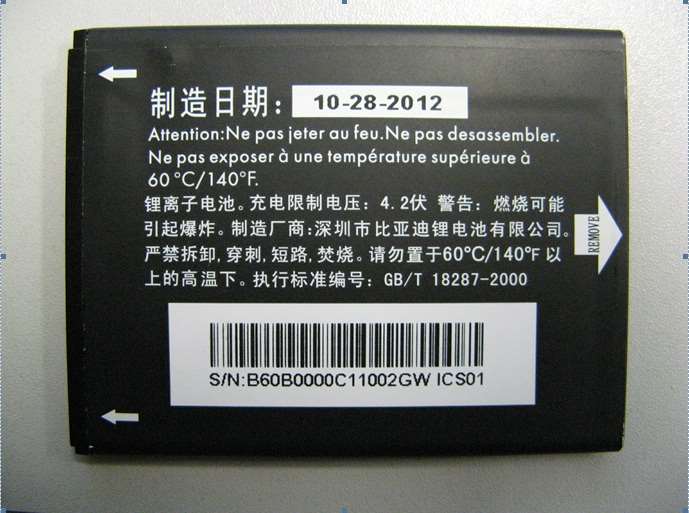 制造日期：10-28-2012
Attention:Ne pas jeter au feu.Ne pas desassembler.
Ne pas exposer à une température supérieure à
60°C/140°F.
锂离子电池。充电限制电压：4.2伏 警告：燃烧可能
引起爆炸。制造厂商：深圳市比亚迪锂电池有限公司。
严禁拆卸,穿刺,短路,焚烧。请勿置于60°C/140°F以
上的高温下。执行标准编号：GB/T 18287-2000
REMOVE
S/N:B60B0000C11002GW ICS01